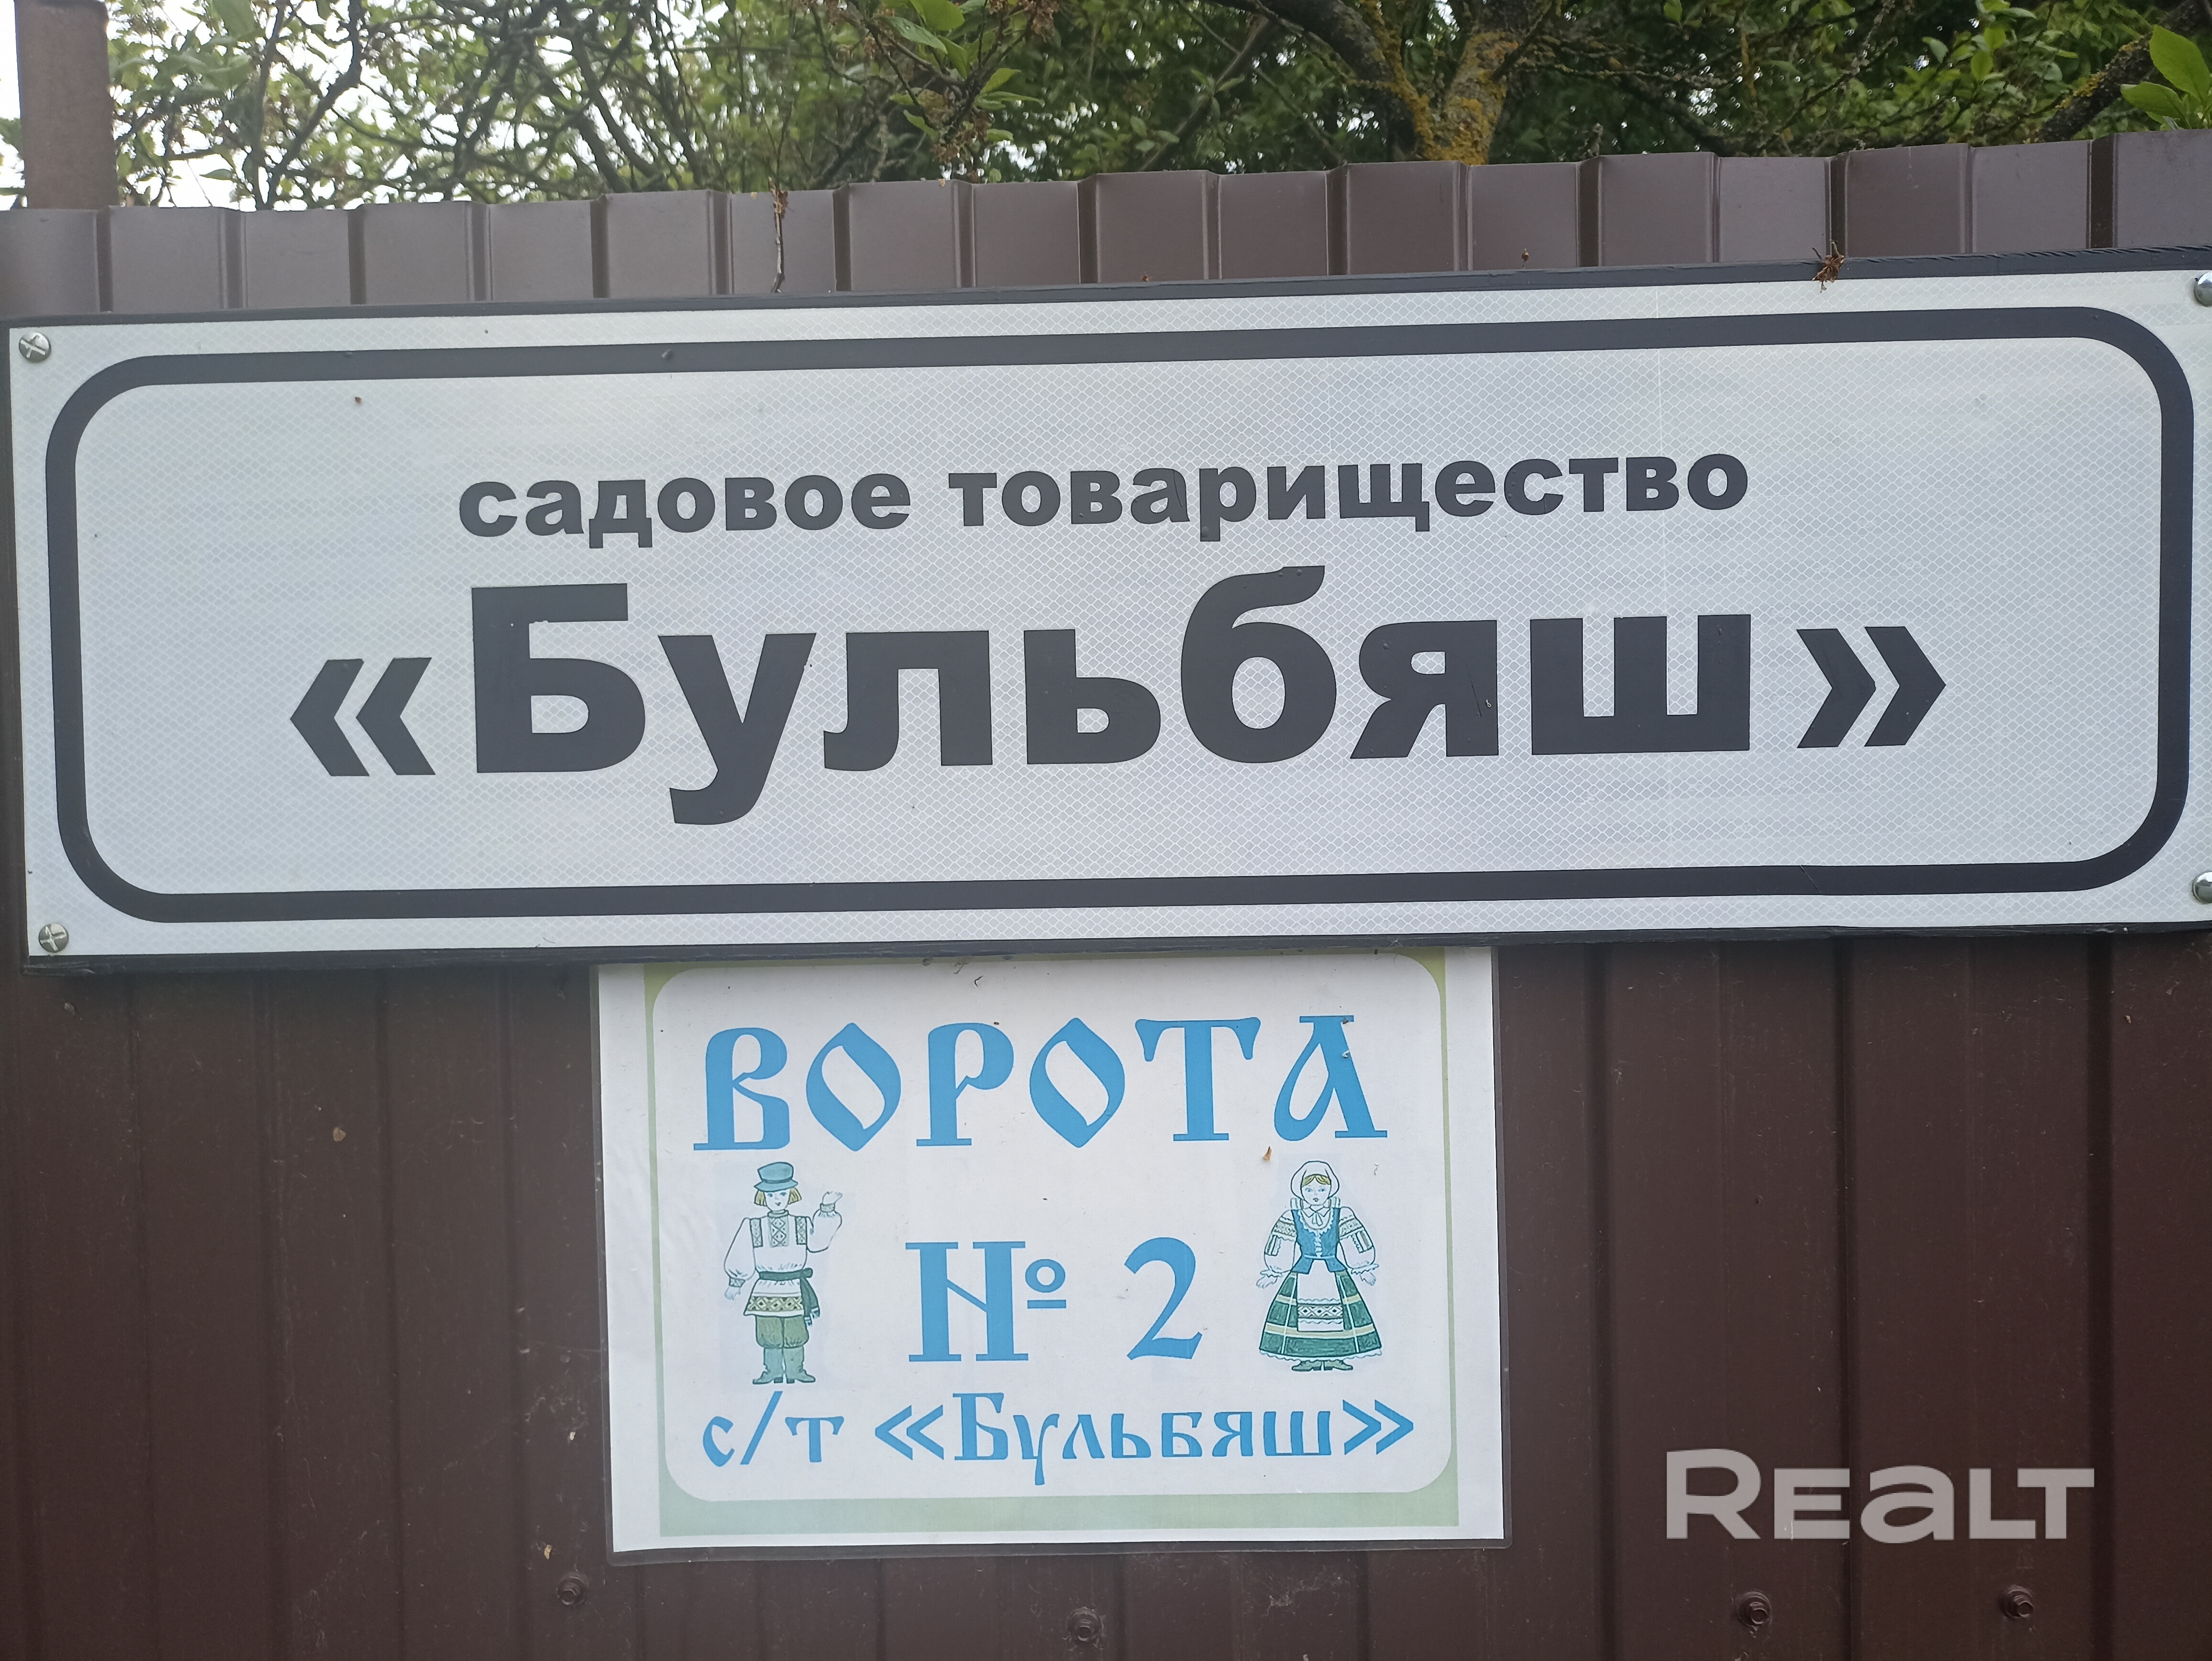 садовое товарищество
«Бульбяш»
ВОРОТА
№ 2
с/т «Бульбяш»
REALT